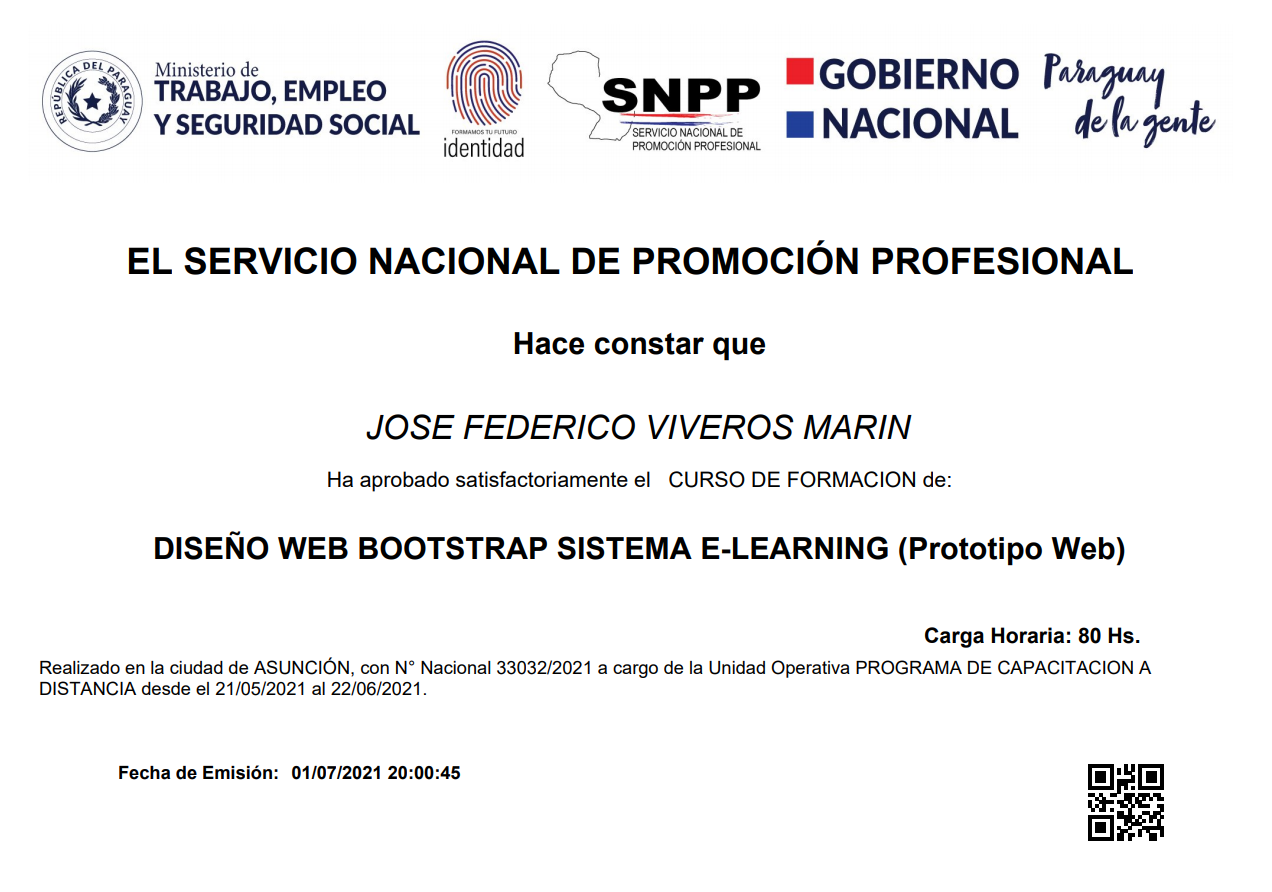 REPÚBLICA DEL PARAGUAY
Ministerio de
TRABAJO, EMPLEO
Y SEGURIDAD SOCIAL
FORMAMOS TU FUTURO
identidad
SNPP
SERVICIO NACIONAL DE
PROMOCIÓN PROFESIONAL
GOBIERNO
NACIONAL
Paraguay
de la gente
EL SERVICIO NACIONAL DE PROMOCIÓN PROFESIONAL
Hace constar que
JOSE FEDERICO VIVEROS MARIN
Ha aprobado satisfactoriamente el CURSO DE FORMACION de:
DISEÑO WEB BOOTSTRAP SISTEMA E-LEARNING (Prototipo Web)
Carga Horaria: 80 Hs.
Realizado en la ciudad de ASUNCIÓN, con N° Nacional 33032/2021 a cargo de la Unidad Operativa PROGRAMA DE CAPACITACION A
DISTANCIA desde el 21/05/2021 al 22/06/2021.
Fecha de Emisión: 01/07/2021 20:00:45